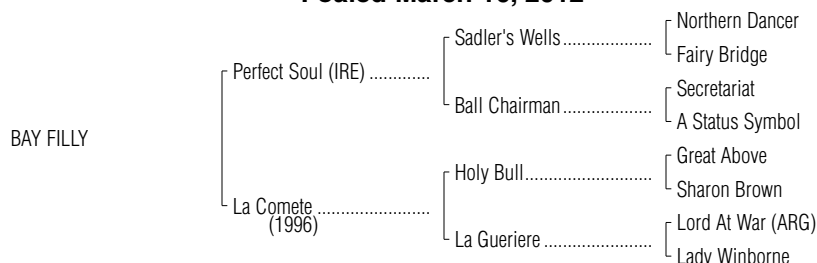 Foaled March 2012
Northern Dancer
Sadler's Wells
Fairy Bridge
Perfect Soul (IRE)
Secretariat
Ball Chairman
A Status Symbol
BAY FILLY
Great Above
Holy Bull
Sharon Brown
La Comete
(1996)
Lord At War (ARG)
La Gueriere
Lady Winborne